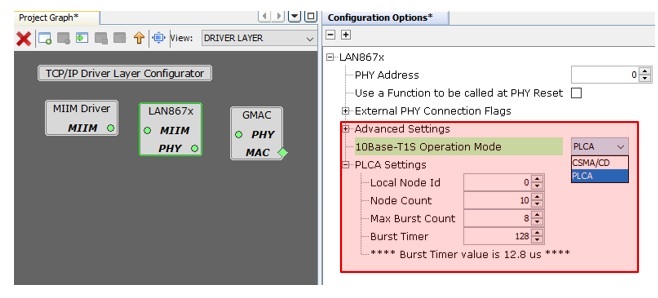 Project Graph*
View: DRIVER LAYER
TCP/IP Driver Layer Configurator
MIIM Driver
MIIM
LAN867x
MIIM
PHY
GMAC
PHY
MAC
Configuration Options*
LAN867x
PHY Address 0
Use a Function to be called at PHY Reset
External PHY Connection Flags
Advanced Settings
10Base-T1S Operation Mode PLCA
CSMA/CD
PLCA
PLCA Settings
Local Node Id 0
Node Count 10
Max Burst Count 8
Burst Timer 128
**** Burst Timer value is 12.8 us ****